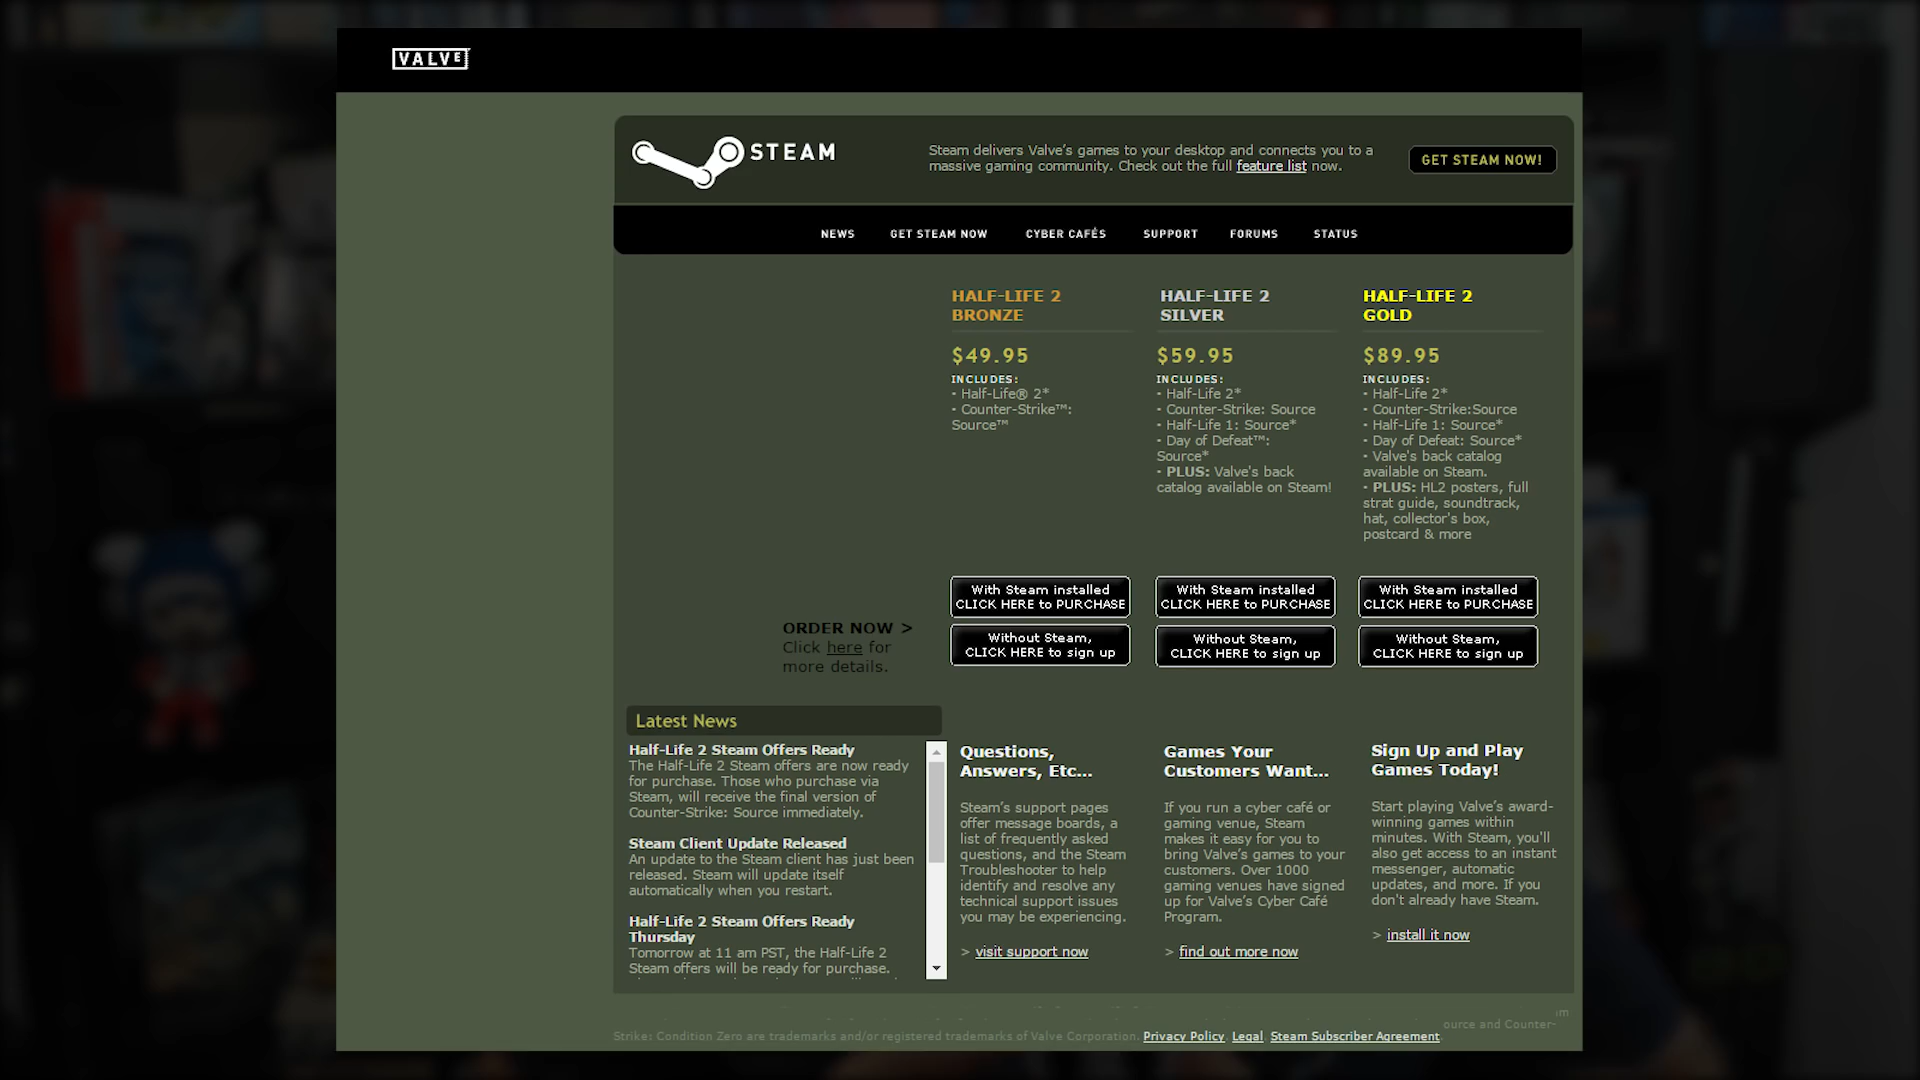 VALVE
STEAM
Steam delivers Valve's games to your desktop and connects you to a
massive gaming community. Check out the full feature list now.
GET STEAM NOW!
NEWS GET STEAM NOW CYBER CAFÉS SUPPORT FORUMS STATUS
HALF-LIFE 2
BRONZE
$49.95
INCLUDES:
- Half-Life® 2*
- Counter-Strike™:
Source™
With Steam installed
CLICK HERE to PURCHASE
Without Steam,
CLICK HERE to sign up
HALF-LIFE 2
SILVER
$59.95
INCLUDES:
- Half-Life 2*
- Counter-Strike: Source
- Half-Life 1: Source*
- Day of Defeat™:
Source*
- PLUS: Valve's back
catalog available on Steam!
With Steam installed
CLICK HERE to PURCHASE
Without Steam,
CLICK HERE to sign up
HALF-LIFE 2
GOLD
$89.95
INCLUDES:
- Half-Life 2*
- Counter-Strike:Source
- Half-Life 1: Source*
- Day of Defeat: Source*
- Valve's back catalog
available on Steam.
- PLUS: HL2 posters, full
strat guide, soundtrack,
hat, collector's box,
postcard & more
With Steam installed
CLICK HERE to PURCHASE
Without Steam,
CLICK HERE to sign up
ORDER NOW >
Click here for
more details.
Latest News
Half-Life 2 Steam Offers Ready
The Half-Life 2 Steam offers are now ready
for purchase. Those who purchase via
Steam, will receive the final version of
Counter-Strike: Source immediately.
Steam Client Update Released
An update to the Steam client has just been
released. Steam will update itself
automatically when you restart.
Half-Life 2 Steam Offers Ready
Thursday
Tomorrow at 11 am PST, the Half-Life 2
Steam offers will be ready for purchase.
Questions,
Answers, Etc...
Steam's support pages
offer message boards, a
list of frequently asked
questions, and the Steam
Troubleshooter to help
identify and resolve any
technical support issues
you may be experiencing.
> visit support now
Games Your
Customers Want...
If you run a cyber café or
gaming venue, Steam
makes it easy for you to
bring Valve's games to your
customers. Over 1000
gaming venues have signed
up for Valve's Cyber Café
Program.
> find out more now
Sign Up and Play
Games Today!
Start playing Valve's award-
winning games within
minutes. With Steam, you'll
also get access to an instant
messenger, automatic
updates, and more. If you
don't already have Steam.
> install it now
ource and Counter-
Strike: Condition Zero are trademarks and/or registered trademarks of Valve Corporation. Privacy Policy. Legal. Steam Subscriber Agreement.